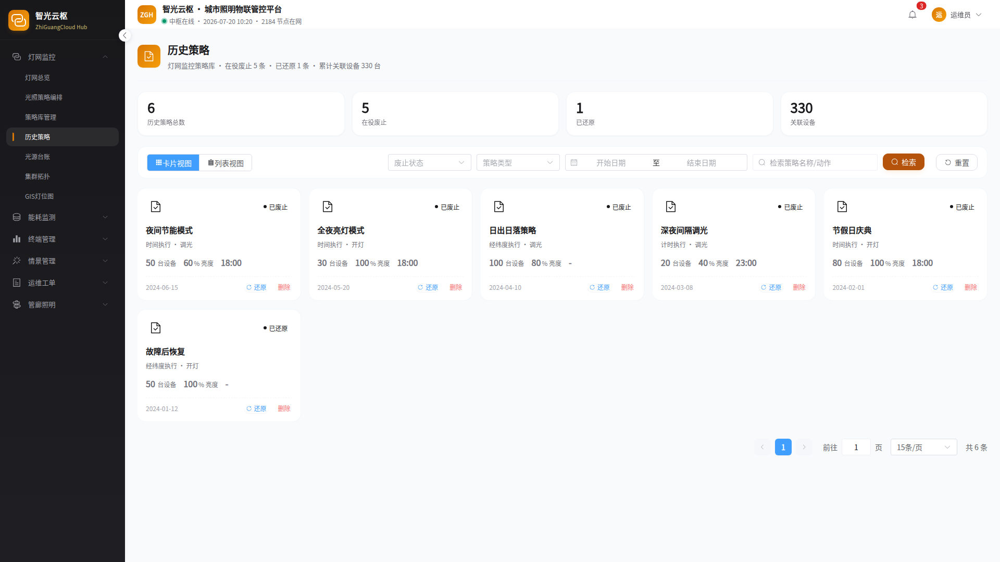 智光云枢
ZhiGuangCloud Hub
灯网监控
灯网总览
光照策略编排
策略库管理
历史策略
光源台账
集群拓扑
GIS灯位图
能耗监测
终端管理
情景管理
运维工单
管廊照明
ZGH
智光云枢 • 城市照明物联管控平台
中枢在线 • 2026-07-20 10:20 • 2184 节点在网
3
运
运维员
历史策略
灯网监控策略库 • 在役废止 5 条 • 已还原 1 条 • 累计关联设备 330 台
6
历史策略总数
5
在役废止
1
已还原
330
关联设备
卡片视图 列表视图 废止状态 策略类型 开始日期 至 结束日期 检索策略名称/动作 检索 重置
已废止
夜间节能模式
时间执行 • 调光
50 台设备 60 % 亮度 18:00
2024-06-15 还原 删除
已废止
全夜亮灯模式
时间执行 • 开灯
30 台设备 100 % 亮度 18:00
2024-05-20 还原 删除
已废止
日出日落策略
经纬度执行 • 调光
100 台设备 80 % 亮度 -
2024-04-10 还原 删除
已废止
深夜间隔调光
计时执行 • 调光
20 台设备 40 % 亮度 23:00
2024-03-08 还原 删除
已废止
节假日庆典
时间执行 • 开灯
80 台设备 100 % 亮度 18:00
2024-02-01 还原 删除
已还原
故障后恢复
经纬度执行 • 开灯
50 台设备 100 % 亮度 -
2024-01-12 还原 删除
1 前往 1 页 15条/页 共 6 条